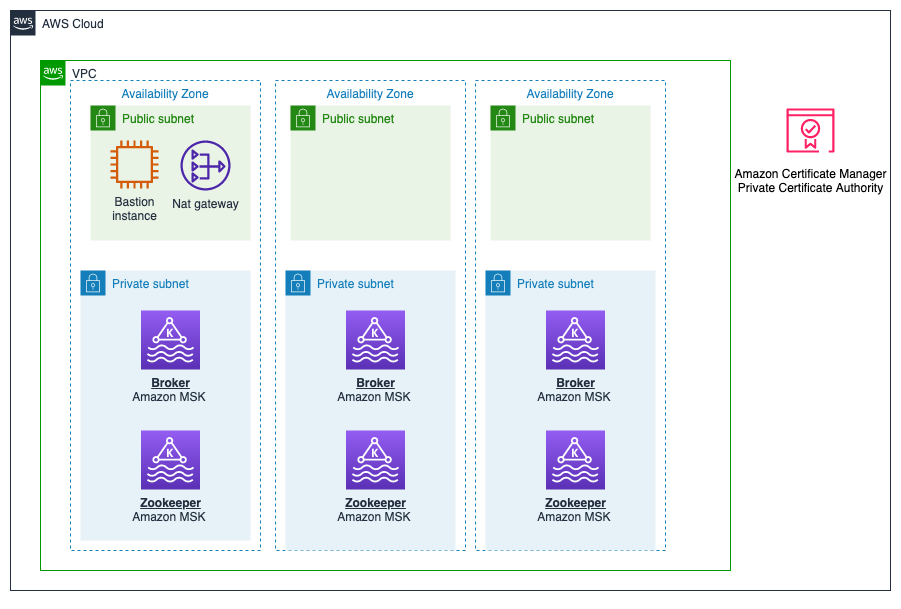 aws
AWS Cloud
aws
VPC
Availability Zone
Availability Zone
Availability Zone
Public subnet
Public subnet
Public subnet
Bastion
instance
Nat gateway
Amazon Certificate Manager
Private Certificate Authority
Private subnet
Private subnet
Private subnet
K
K
K
Broker
Amazon MSK
Broker
Amazon MSK
Broker
Amazon MSK
K
K
K
Zookeeper
Amazon MSK
Zookeeper
Amazon MSK
Zookeeper
Amazon MSK